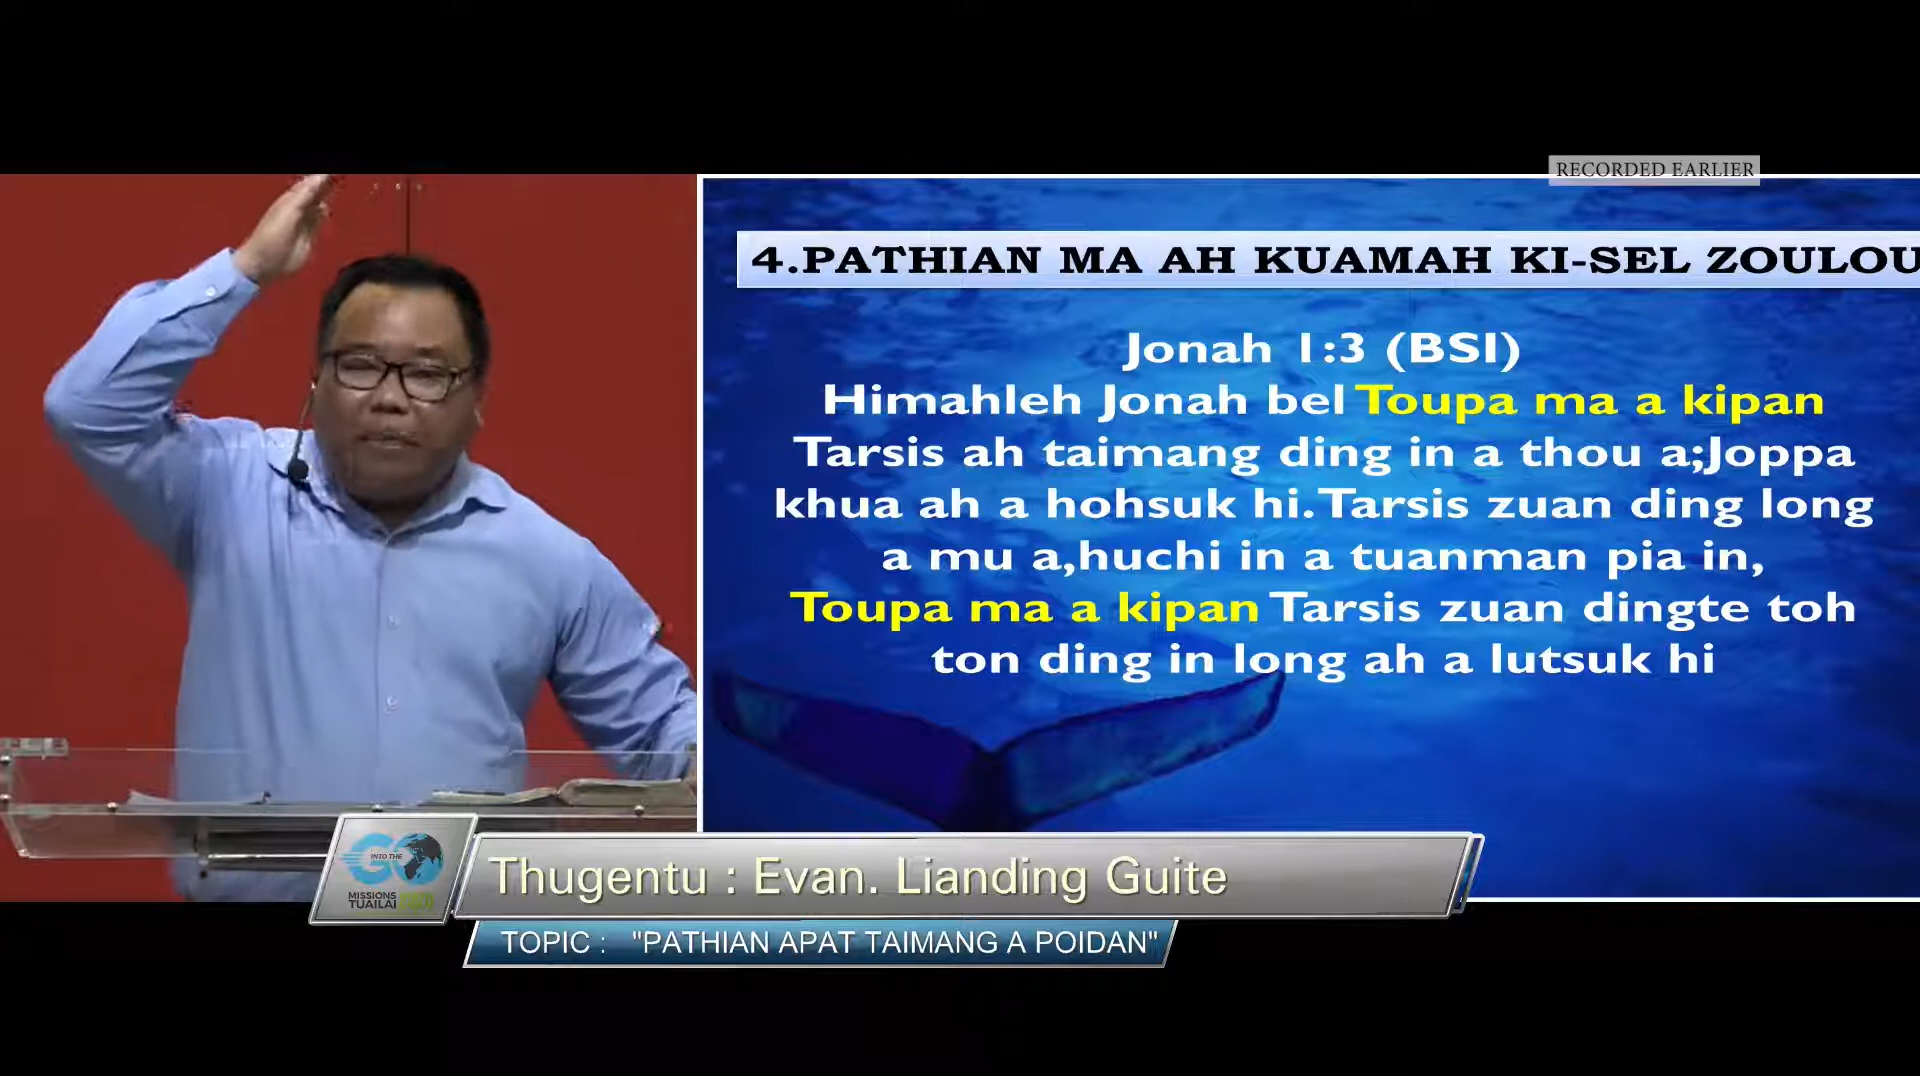 RECORDED EARLIER
4.PATHIAN MA AH KUAMAH KI-SEL ZOULOU
Jonah 1:3 (BSI)
Himahleh Jonah bel Toupa ma a kipan
Tarsis ah taimang ding in a thou a;Joppa
khua ah a hohsuk hi.Tarsis zuan ding long
a mu a,huchi in a tuanman pia in,
Toupa ma a kipan Tarsis zuan dingte toh
ton ding in long ah a lutsuk hi
GO
INTO THE
MISSIONS
TUAILAI
Thugentu : Evan. Lianding Guite
TOPIC : "PATHIAN APAT TAIMANG A POIDAN"